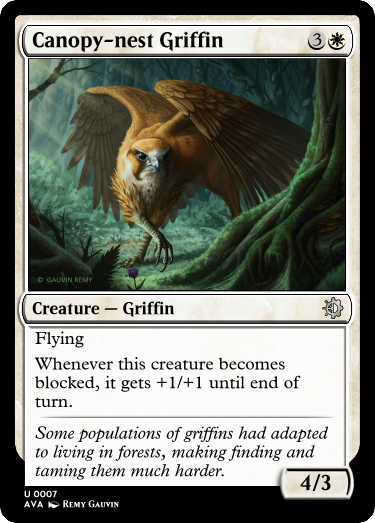 Canopy-nest Griffin 3
© GAUVIN REMY
Creature — Griffin
Flying
Whenever this creature becomes
blocked, it gets +1/+1 until end of
turn.
Some populations of griffins had adapted
to living in forests, making finding and
taming them much harder.
4/3
U 0007
AVA Remy Gauvin